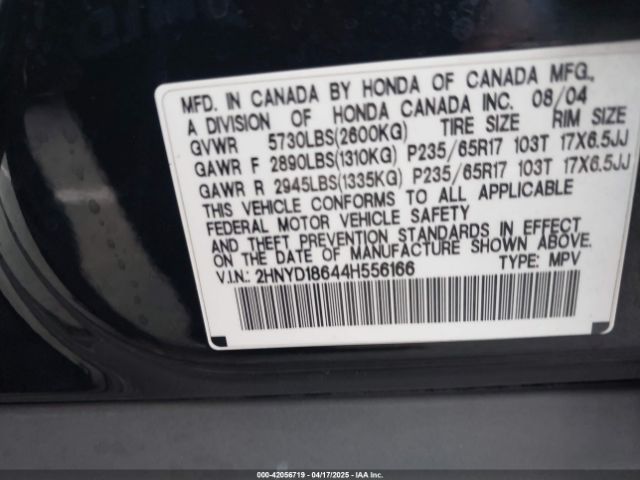 MFD. IN CANADA BY HONDA OF CANADA MFG.,
A DIVISION OF HONDA CANADA INC. 08/04
GVWR 5730LBS(2600KG) TIRE SIZE RIM SIZE
GAWR F 2890LBS(1310KG) P235/65R17 103T 17X6.5JJ
GAWR R 2945LBS(1335KG) P235/65R17 103T 17X6.5JJ
THIS VEHICLE CONFORMS TO ALL APPLICABLE
FEDERAL MOTOR VEHICLE SAFETY
AND THEFT PREVENTION STANDARDS IN EFFECT
ON THE DATE OF MANUFACTURE SHOWN ABOVE.
V.I.N.: 2HNYD18644H556166 TYPE: MPV
000-42056719 - 04/17/2025 - IAAI.COM